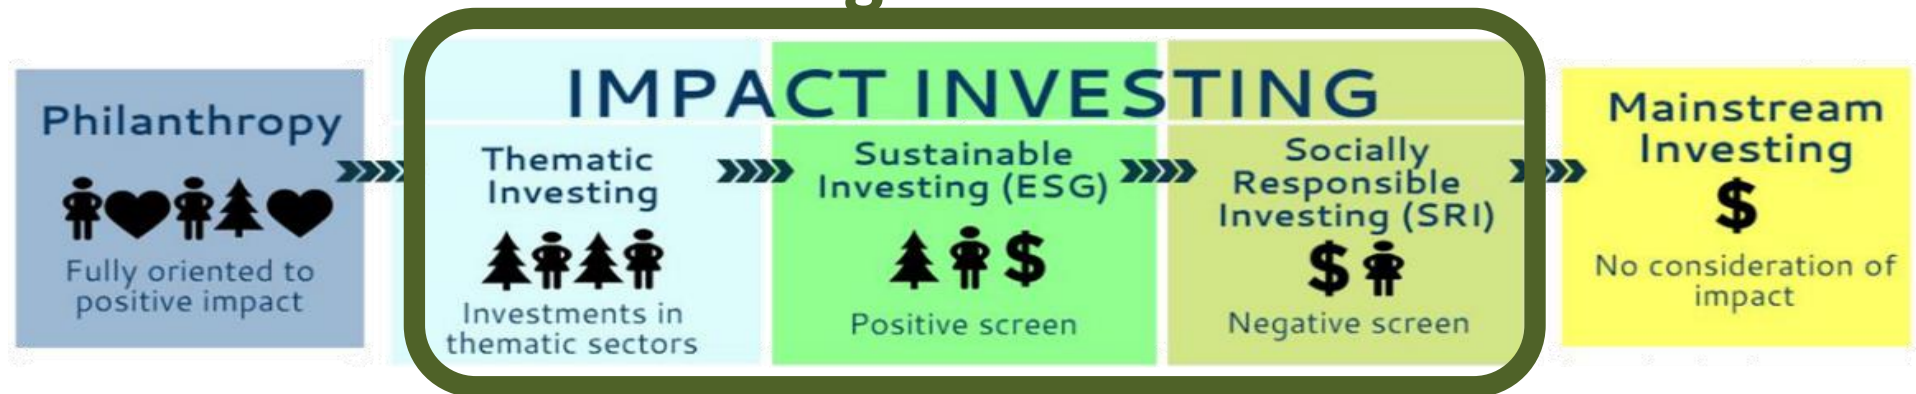 Philanthropy
Fully oriented to
positive impact
IMPACT INVESTING
Thematic
Investing
Investments in
thematic sectors
Sustainable
Investing (ESG)
$
Positive screen
Socially
Responsible
Investing (SRI)
$
Negative screen
Mainstream
Investing
$
No consideration of
impact